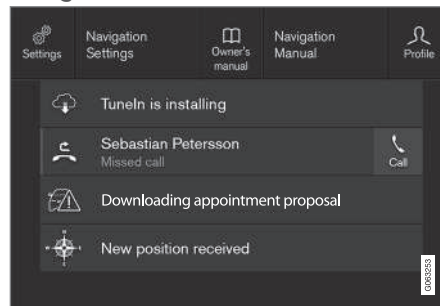 Settings
Navigation
Settings
Owner's
manual
Navigation
Manual
Profile
TuneIn is installing
Sebastian Petersson
Missed call
Call
Downloading appointment proposal
New position received
G063253